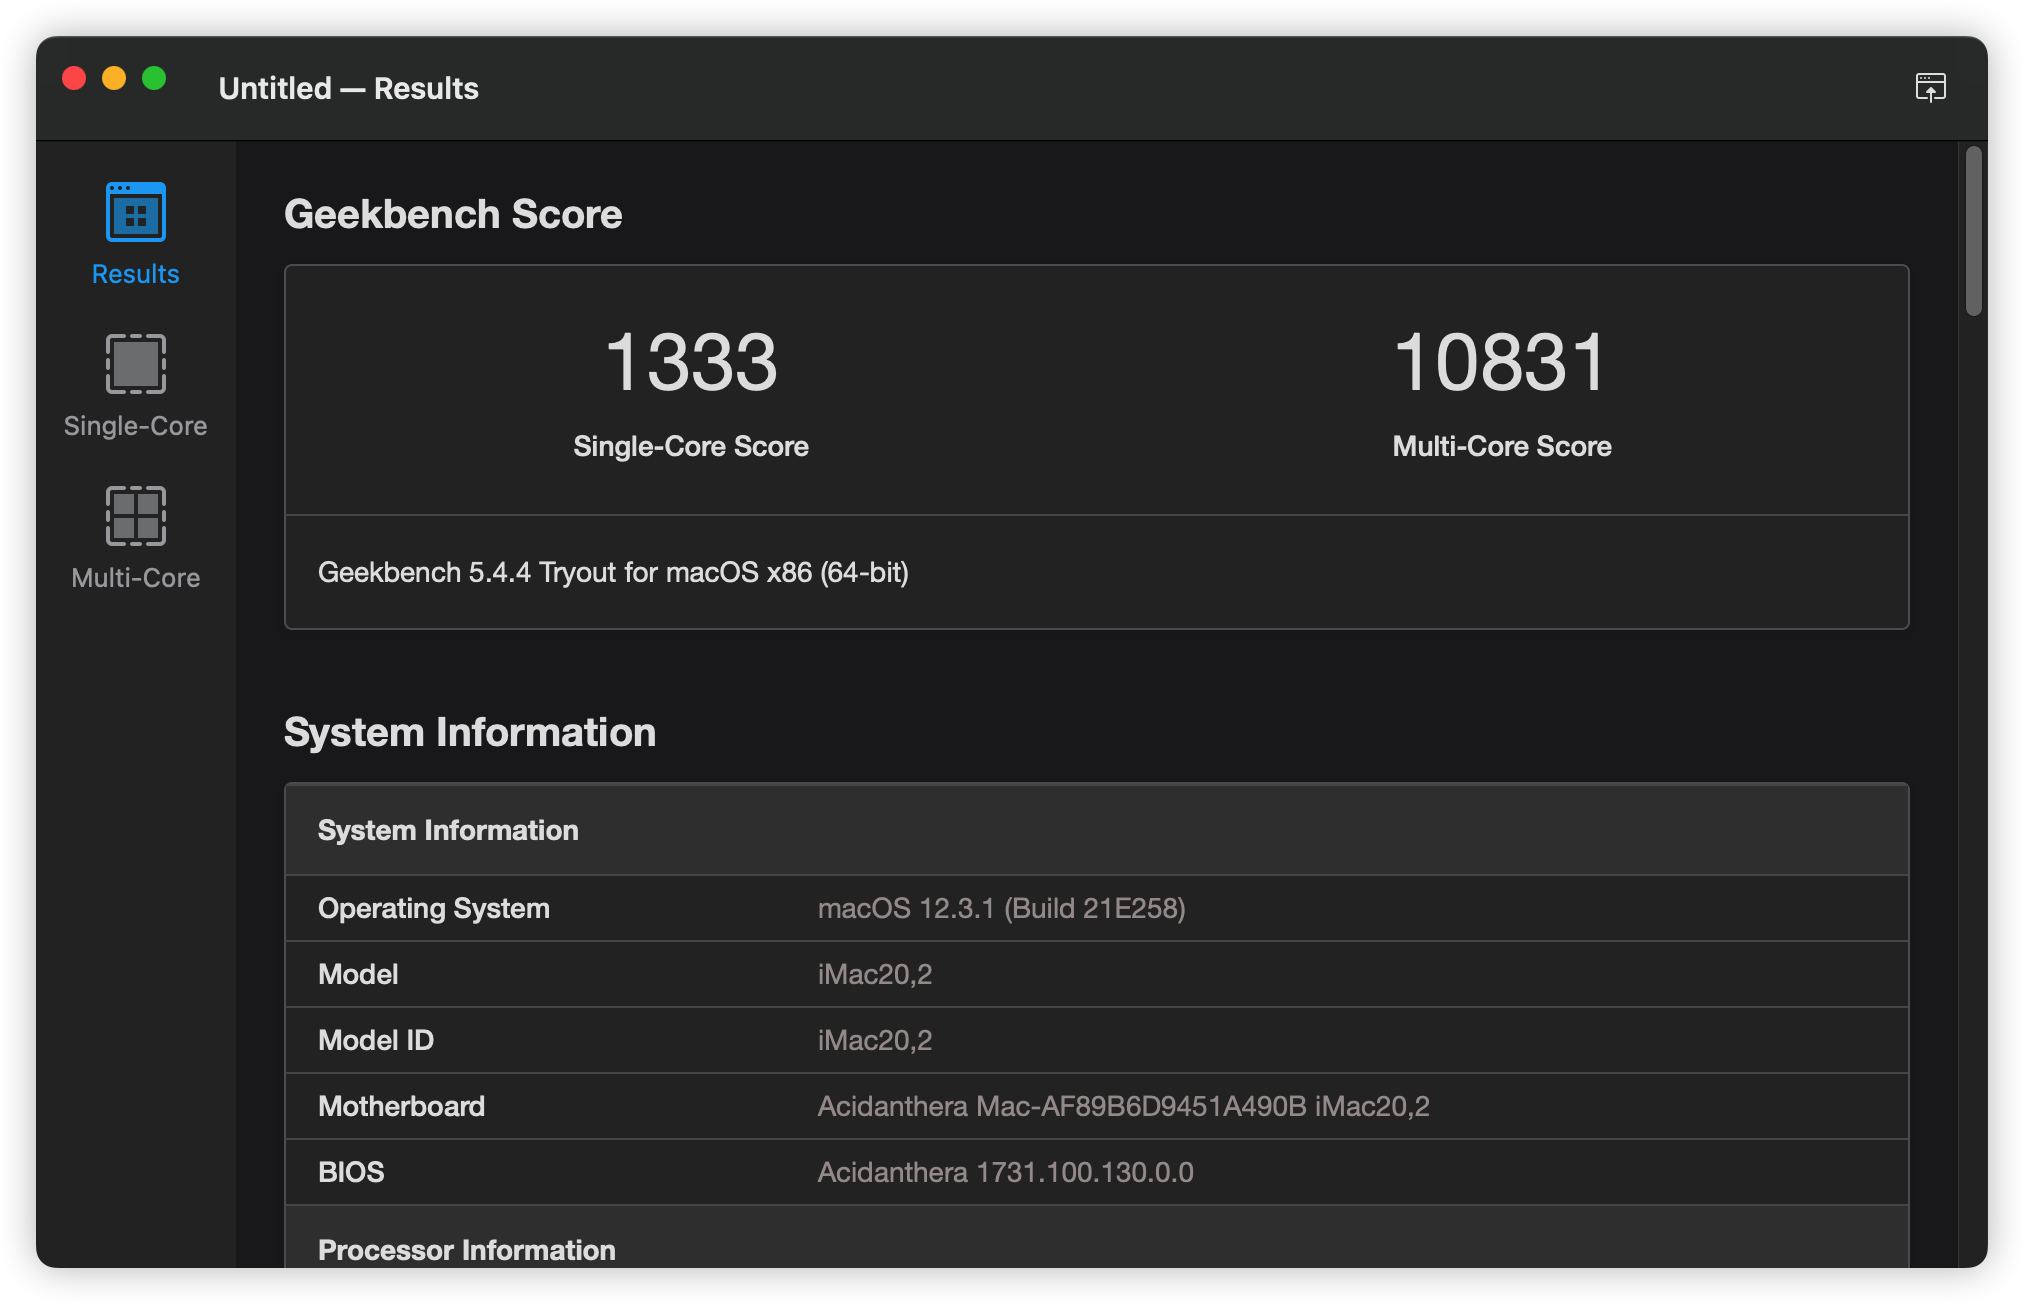 Untitled — Results
Results
Single-Core
Multi-Core
Geekbench Score
1333
Single-Core Score
10831
Multi-Core Score
Geekbench 5.4.4 Tryout for macOS x86 (64-bit)
System Information
System Information
Operating System macOS 12.3.1 (Build 21E258)
Model iMac20,2
Model ID iMac20,2
Motherboard Acidanthera Mac-AF89B6D9451A490B iMac20,2
BIOS Acidanthera 1731.100.130.0.0
Processor Information